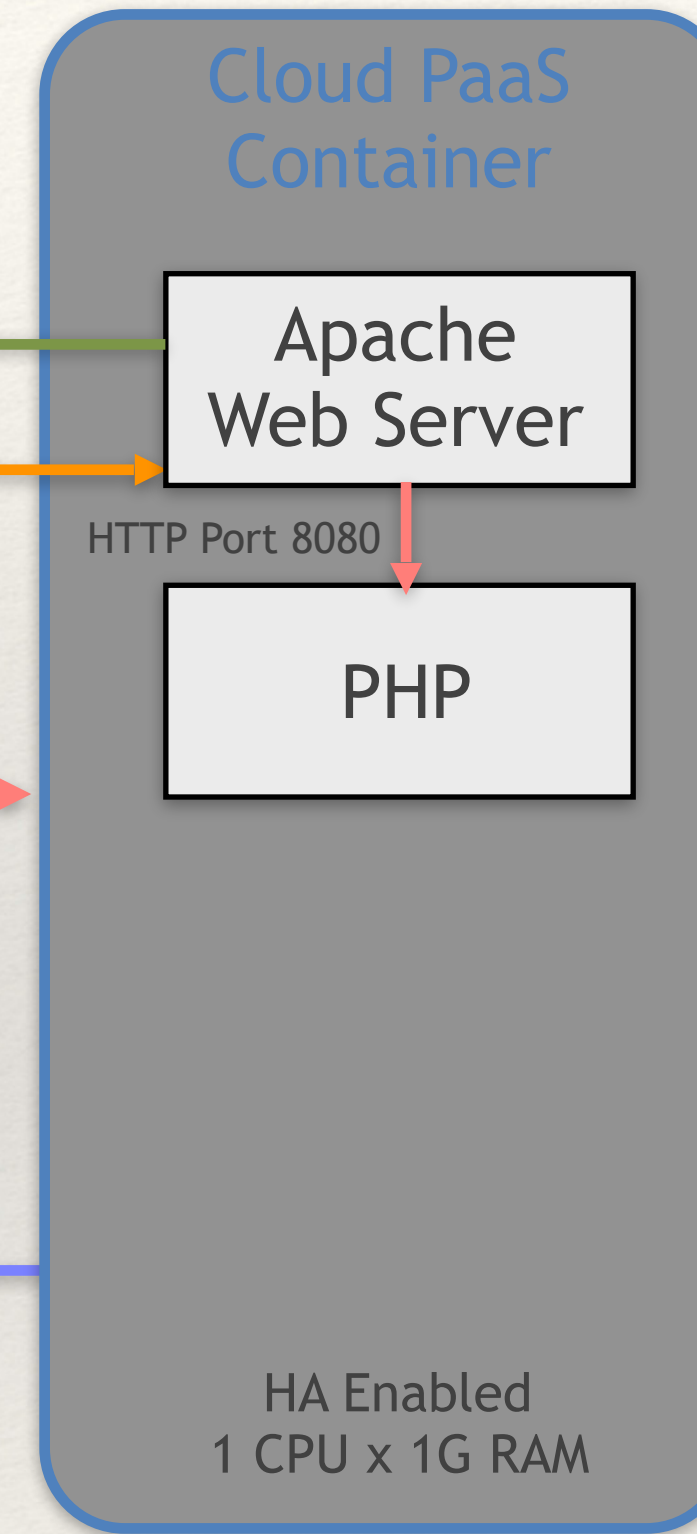 Cloud PaaS
Container
Apache
Web Server
HTTP Port 8080
PHP
HA Enabled
1 CPU x 1G RAM